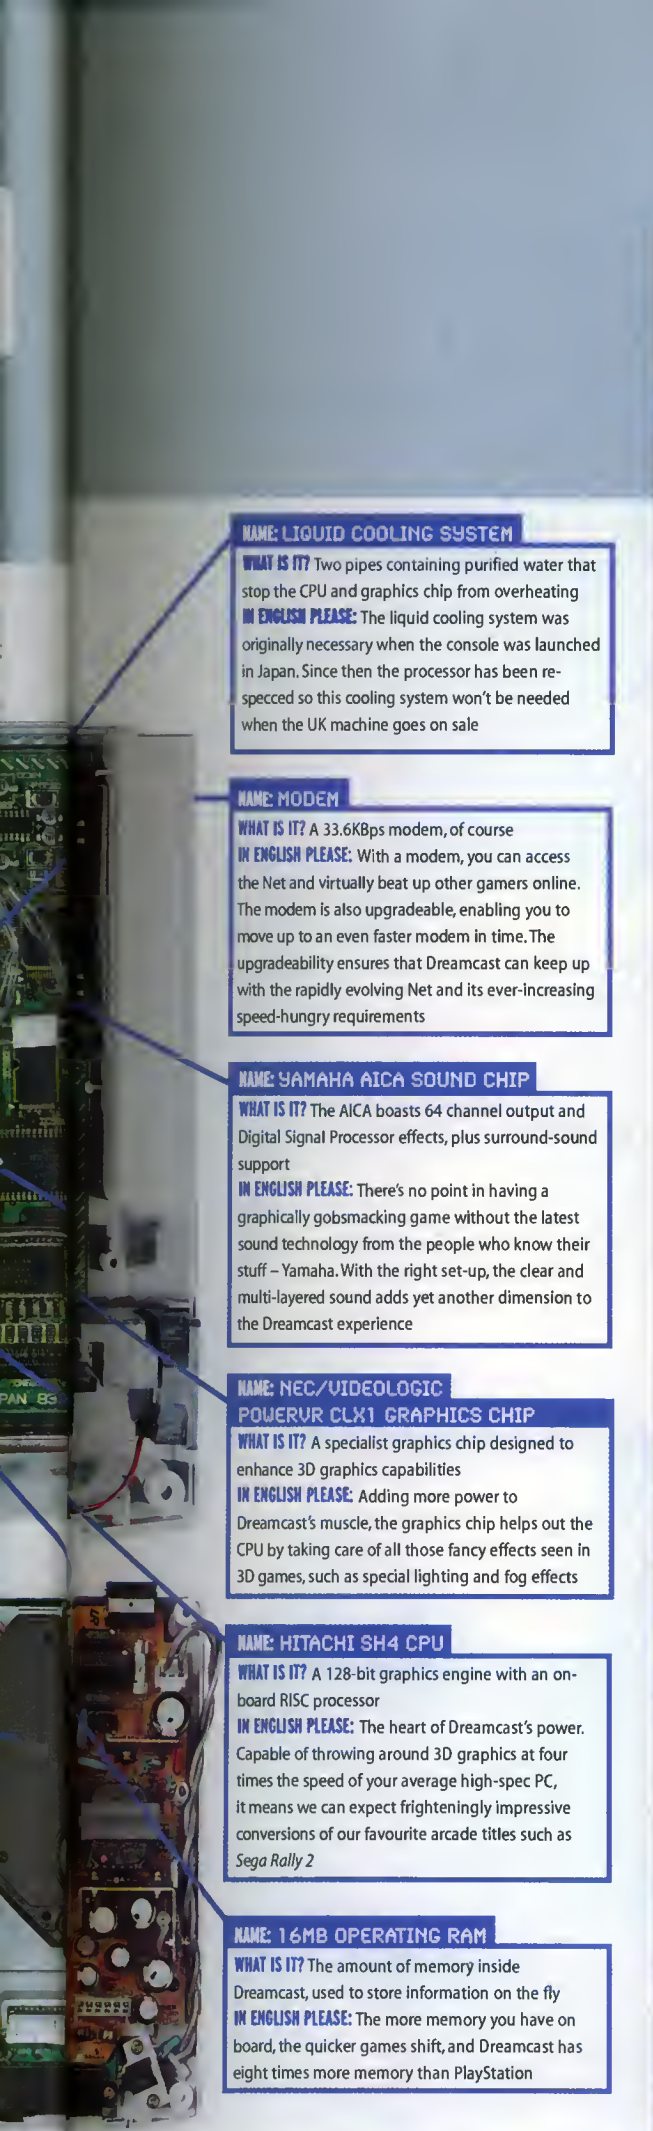 NAME: LIQUID COOLING SYSTEM
WHAT IS IT? Two pipes containing purified water that
stop the CPU and graphics chip from overheating
IN ENGLISH PLEASE: The liquid cooling system was
originally necessary when the console was launched
in Japan. Since then the processor has been re-
specced so this cooling system won't be needed
when the UK machine goes on sale
NAME: MODEM
WHAT IS IT? A 33.6KBps modem, of course
IN ENGLISH PLEASE: With a modem, you can access
the Net and virtually beat up other gamers online.
The modem is also upgradeable, enabling you to
move up to an even faster modem in time. The
upgradeability ensures that Dreamcast can keep up
with the rapidly evolving Net and its ever-increasing
speed-hungry requirements
NAME: YAMAHA AICA SOUND CHIP
WHAT IS IT? The AICA boasts 64 channel output and
Digital Signal Processor effects, plus surround-sound
support
IN ENGLISH PLEASE: There's no point in having a
graphically gobsmacking game without the latest
sound technology from the people who know their
stuff – Yamaha. With the right set-up, the clear and
multi-layered sound adds yet another dimension to
the Dreamcast experience
PAN 83
NAME: NEC/VIDEOLOGIC
POWERVR CLX1 GRAPHICS CHIP
WHAT IS IT? A specialist graphics chip designed to
enhance 3D graphics capabilities
IN ENGLISH PLEASE: Adding more power to
Dreamcast's muscle, the graphics chip helps out the
CPU by taking care of all those fancy effects seen in
3D games, such as special lighting and fog effects
NAME: HITACHI SH4 CPU
WHAT IS IT? A 128-bit graphics engine with an on-
board RISC processor
IN ENGLISH PLEASE: The heart of Dreamcast's power.
Capable of throwing around 3D graphics at four
times the speed of your average high-spec PC,
it means we can expect frighteningly impressive
conversions of our favourite arcade titles such as
Sega Rally 2
NAME: 16MB OPERATING RAM
WHAT IS IT? The amount of memory inside
Dreamcast, used to store information on the fly
IN ENGLISH PLEASE: The more memory you have on
board, the quicker games shift, and Dreamcast has
eight times more memory than PlayStation